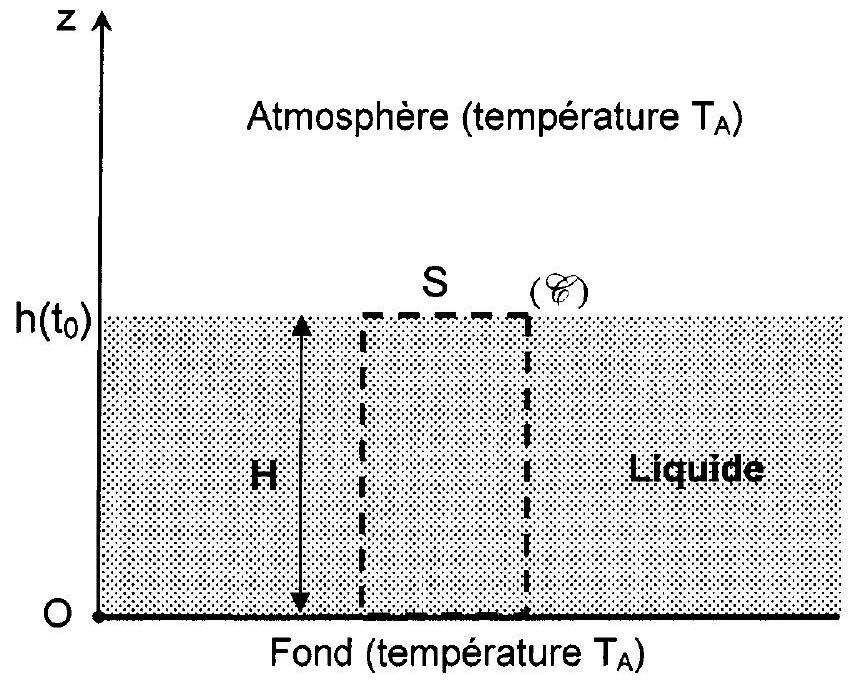 z
Atmosphère (température T_A)
S
(𝒞)
h(t₀)
H
Liquide
O
Fond (température T_A)